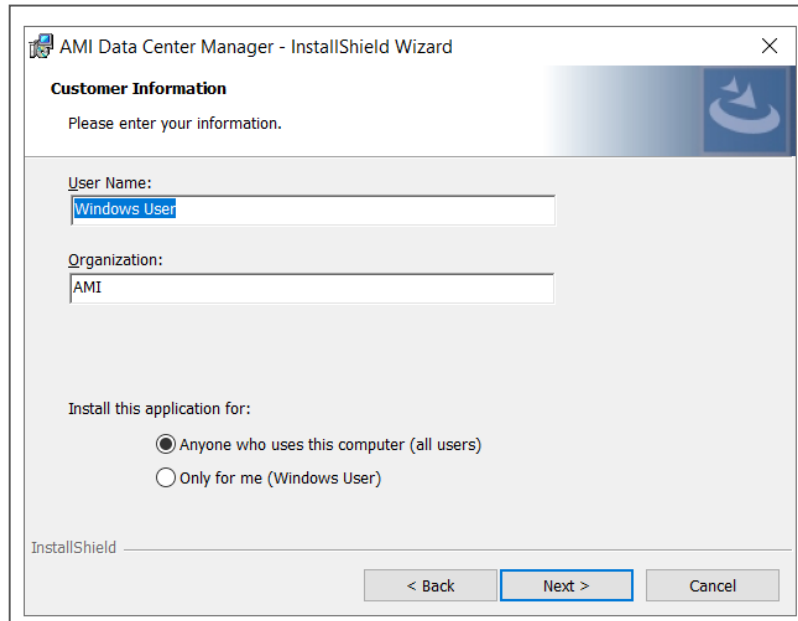 AMI Data Center Manager - InstallShield Wizard
Customer Information
Please enter your information.
User Name:
Windows User
Organization:
AMI
Install this application for:
Anyone who uses this computer (all users)
Only for me (Windows User)
InstallShield
< Back
Next >
Cancel